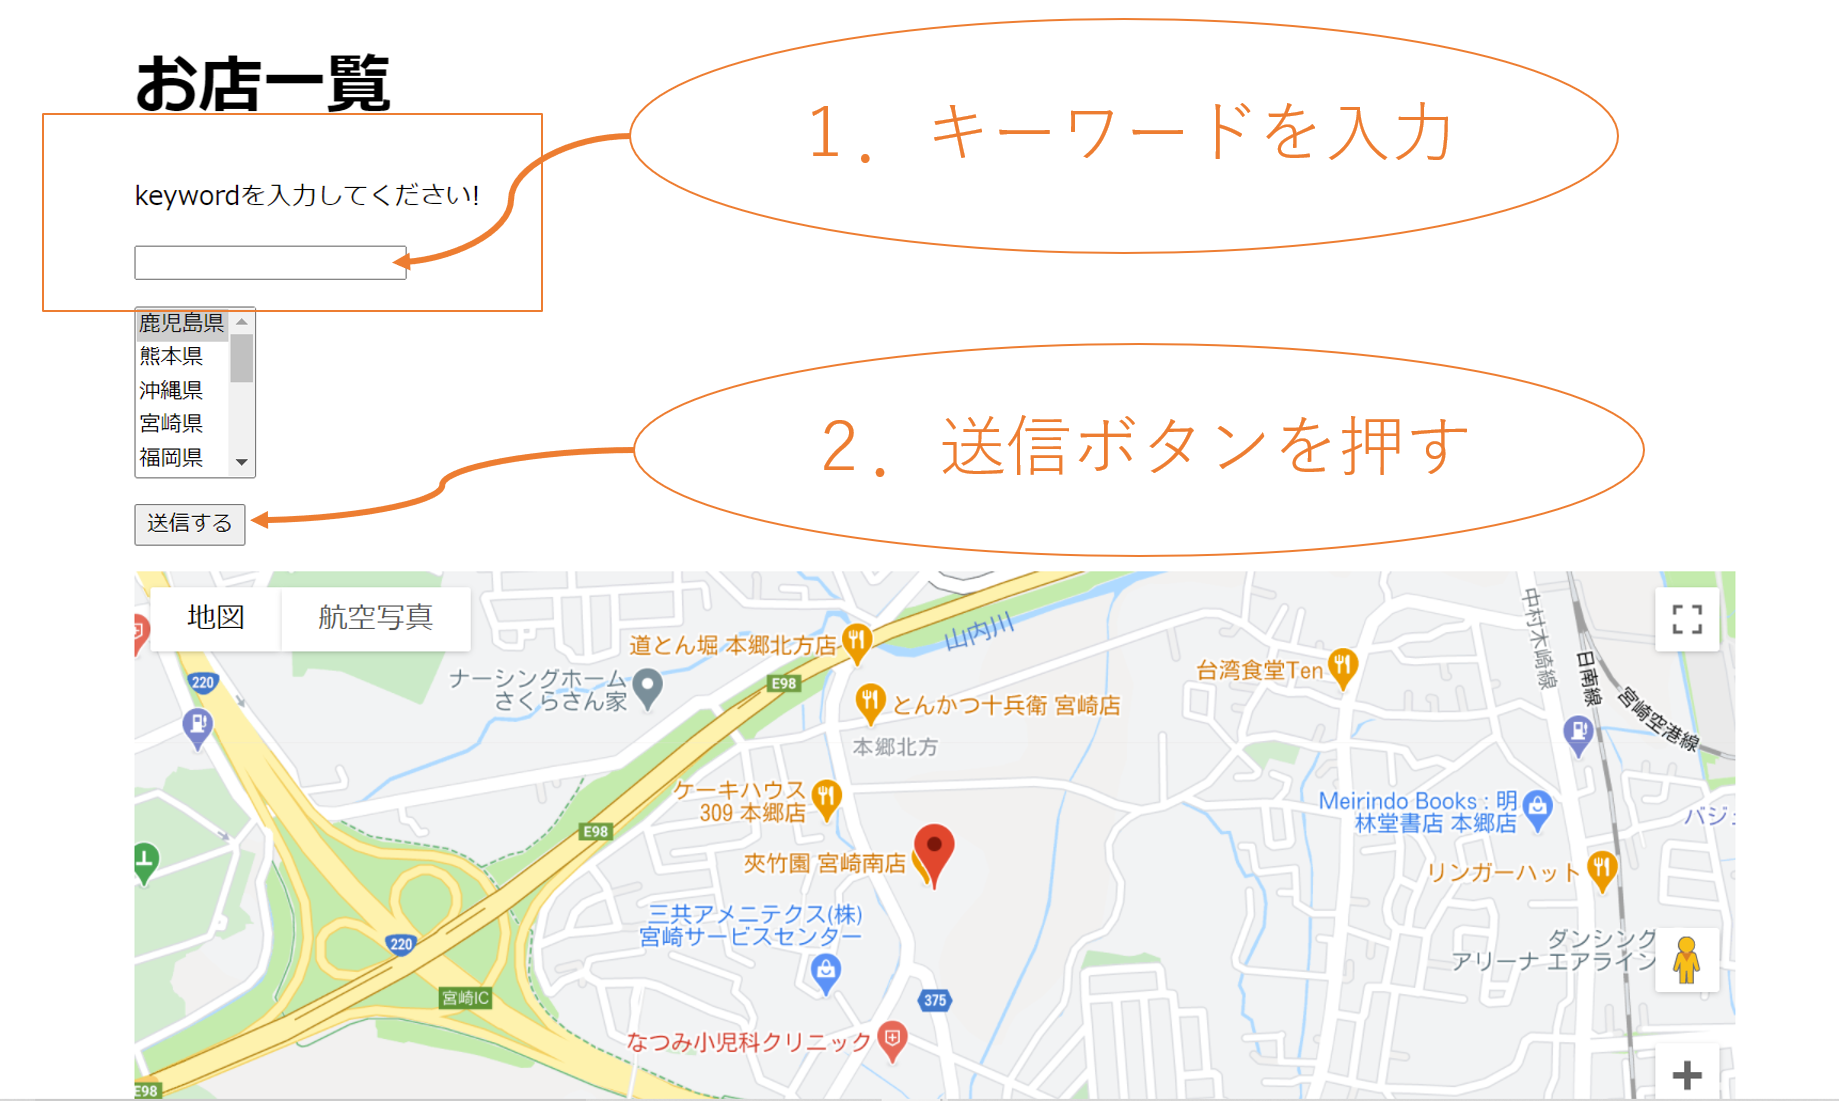 お店一覧
1. キーワードを入力
keywordを入力してください!
鹿児島県
熊本県
沖縄県
宮崎県
福岡県
2. 送信ボタンを押す
送信する
地図
航空写真
道とん堀 本郷北方店
山内川
中村木崎線
日南線
宮崎空港線
台湾食堂Ten
ナーシングホーム
さくらさん家
220
E98
とんかつ十兵衛 宮崎店
本郷北方
ケーキハウス
309 本郷店
Meirindo Books : 明
林堂書店 本郷店
バジ
E98
夾竹園 宮崎南店
リンガーハット
三共アメニテクス(株)
宮崎サービスセンター
220
ダンシング
アリーナ エアライン
宮崎IC
375
なつみ小児科クリニック
E98